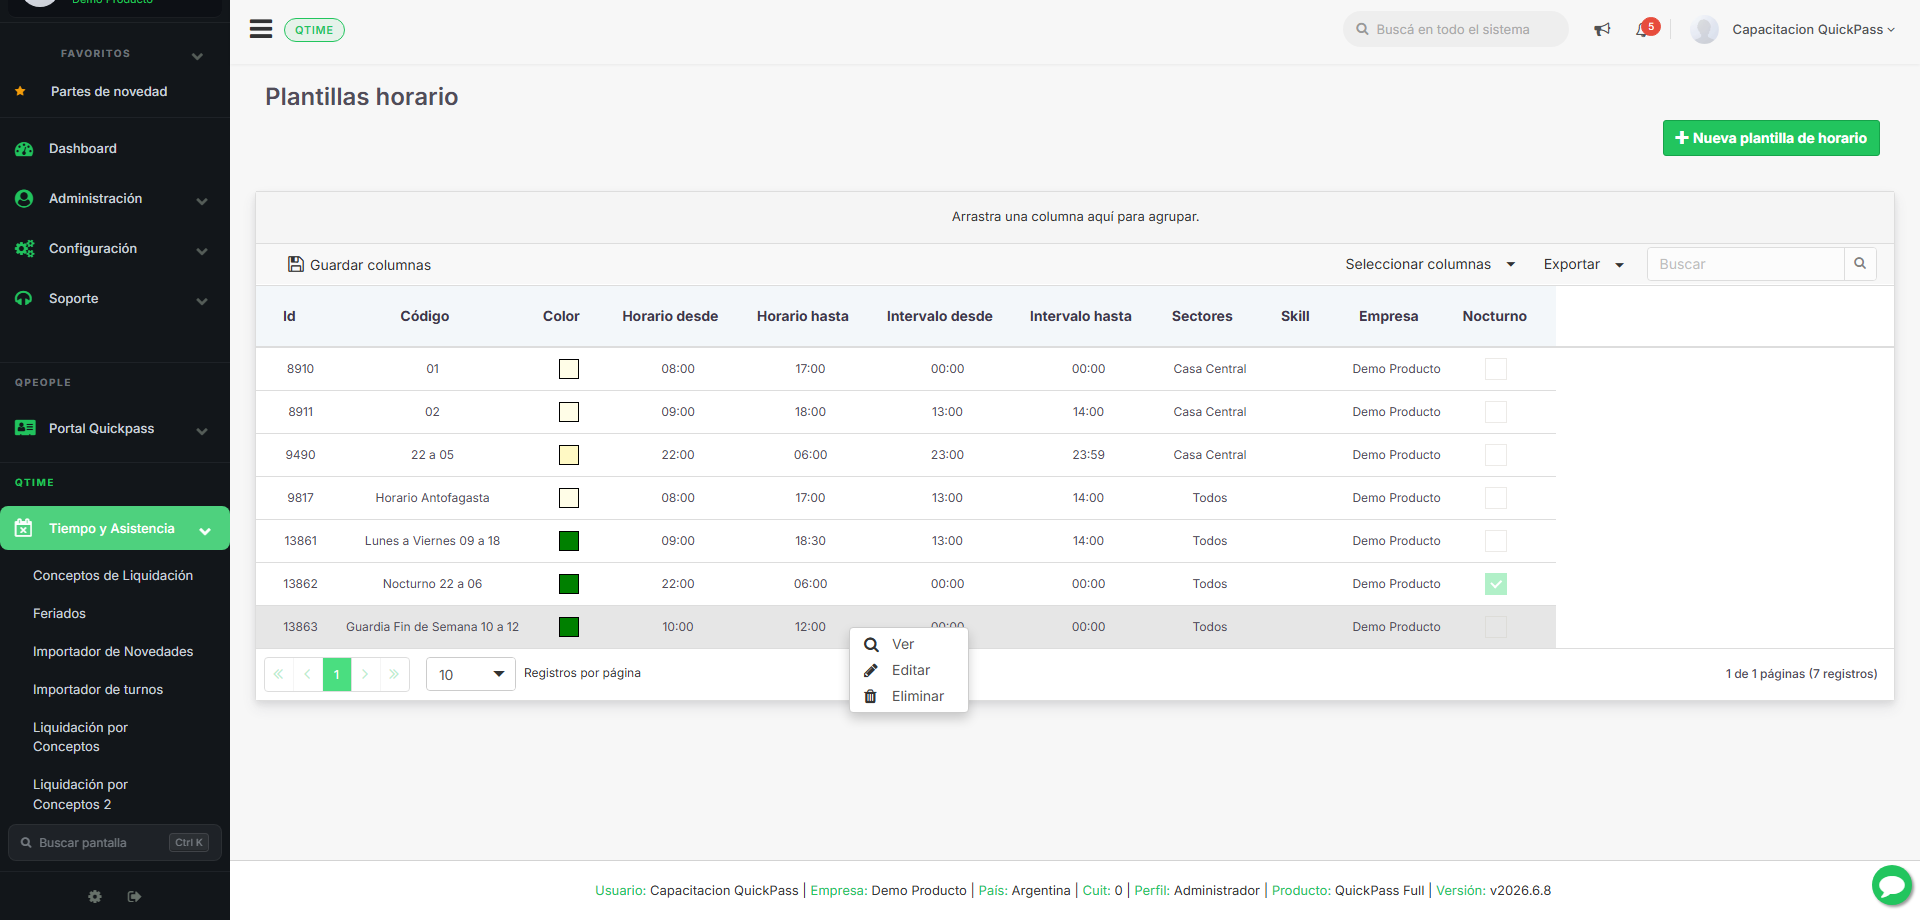 Demo Producto
FAVORITOS
Partes de novedad
Dashboard
Administración
Configuración
Soporte
QPEOPLE
Portal Quickpass
QTIME
Tiempo y Asistencia
Conceptos de Liquidación
Feriados
Importador de Novedades
Importador de turnos
Liquidación por
Conceptos
Liquidación por
Conceptos 2
Buscar pantalla Ctrl K
QTIME
Buscá en todo el sistema
5
Capacitacion QuickPass
Plantillas horario
Nueva plantilla de horario
Arrastra una columna aquí para agrupar.
Guardar columnas
Seleccionar columnas
Exportar
Buscar
Id Código Color Horario desde Horario hasta Intervalo desde Intervalo hasta Sectores Skill Empresa Nocturno
8910 01 08:00 17:00 00:00 00:00 Casa Central Demo Producto
8911 02 09:00 18:00 13:00 14:00 Casa Central Demo Producto
9490 22 a 05 22:00 06:00 23:00 23:59 Casa Central Demo Producto
9817 Horario Antofagasta 08:00 17:00 13:00 14:00 Todos Demo Producto
13861 Lunes a Viernes 09 a 18 09:00 18:30 13:00 14:00 Todos Demo Producto
13862 Nocturno 22 a 06 22:00 06:00 00:00 00:00 Todos Demo Producto
13863 Guardia Fin de Semana 10 a 12 10:00 12:00 00:00 00:00 Todos Demo Producto
Ver
Editar
Eliminar
« ‹ 1 › »
10
Registros por página
1 de 1 páginas (7 registros)
Usuario: Capacitacion QuickPass | Empresa: Demo Producto | País: Argentina | Cuit: 0 | Perfil: Administrador | Producto: QuickPass Full | Versión: v2026.6.8